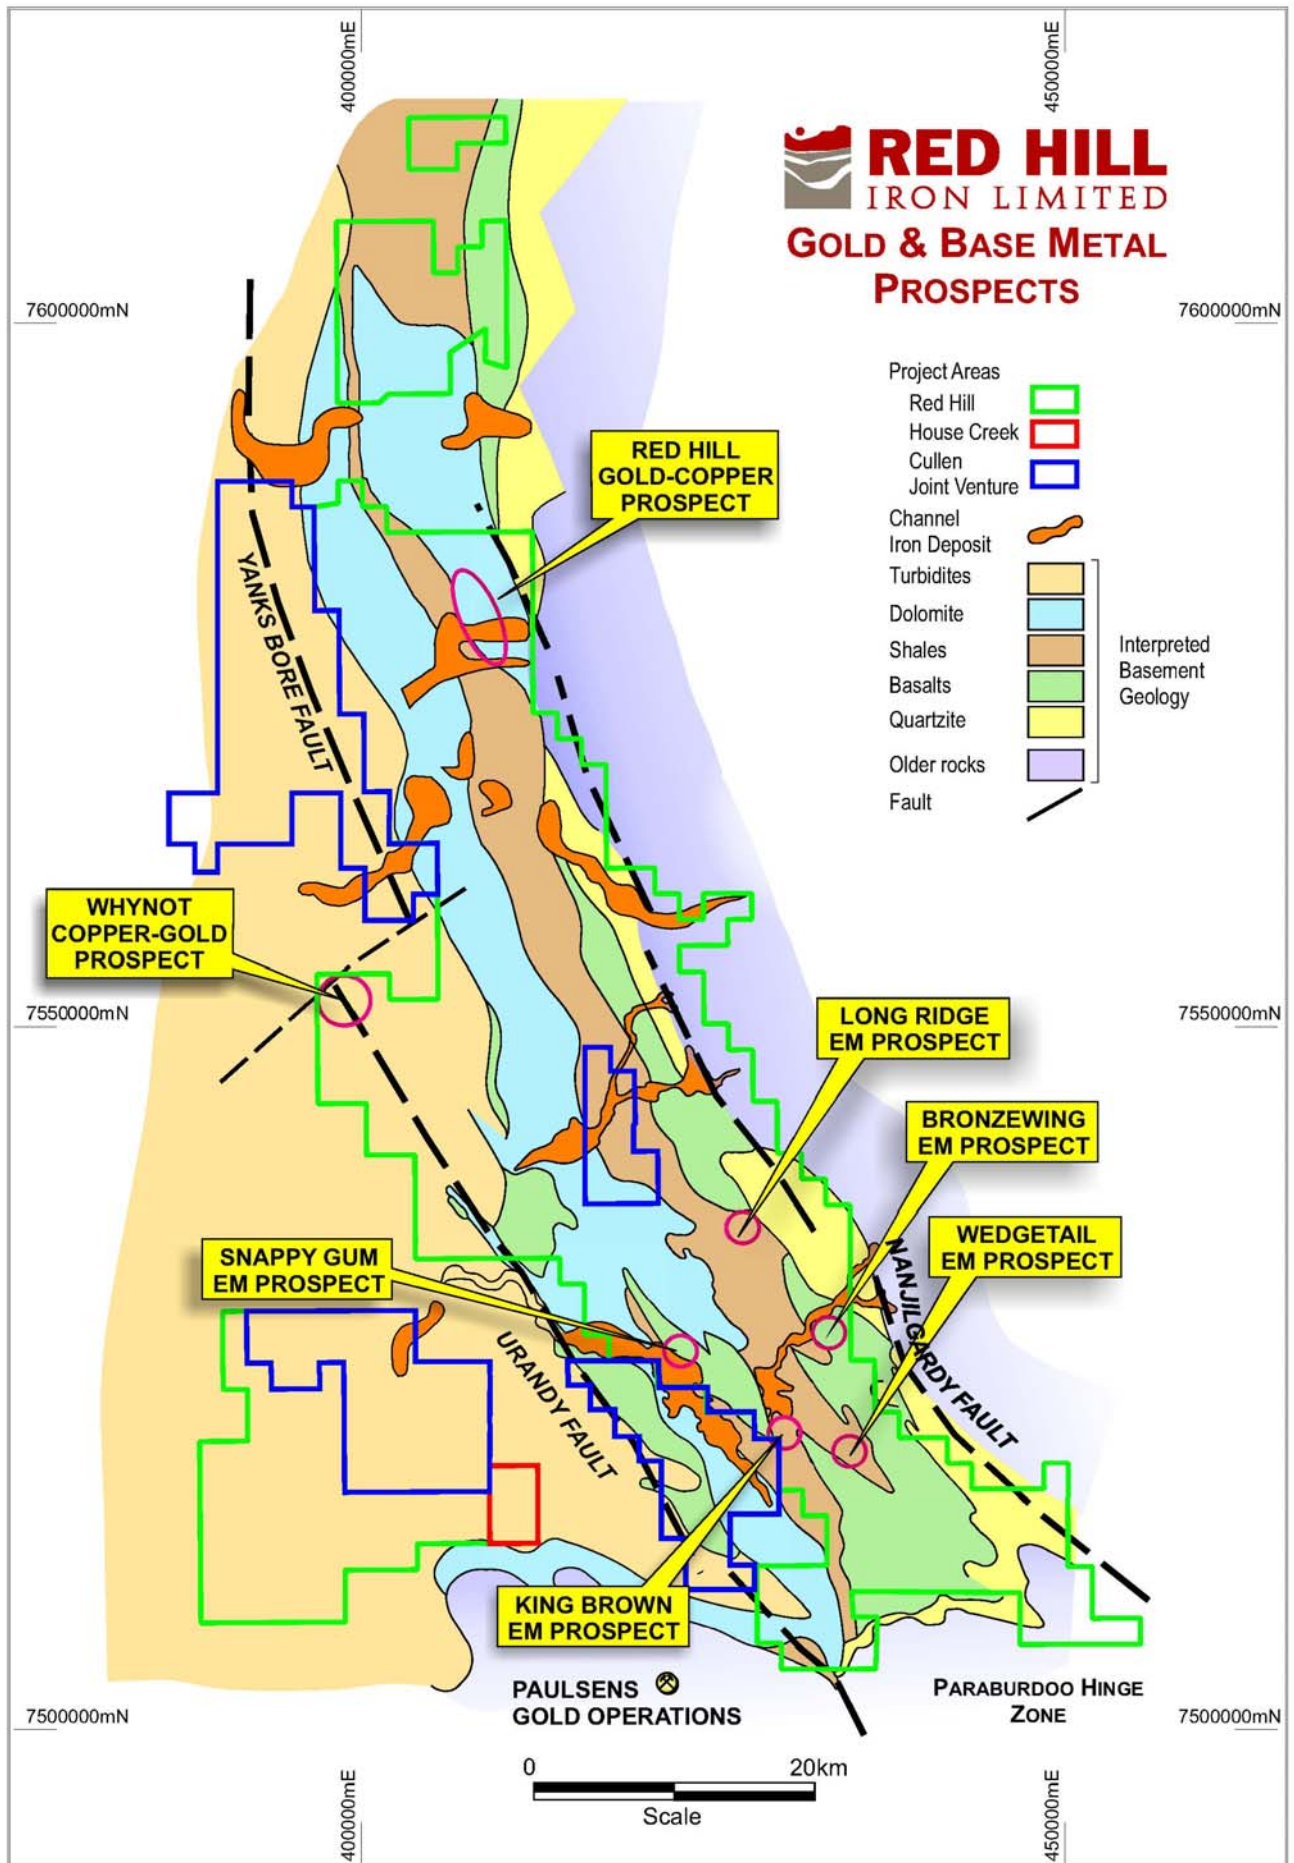 400000mE
450000mE
RED HILL
IRON LIMITED
GOLD & BASE METAL
PROSPECTS
7600000mN
7600000mN
Project Areas
Red Hill
House Creek
Cullen
Joint Venture
Channel
Iron Deposit
Turbidites
Dolomite
Shales
Basalts
Quartzite
Older rocks
Fault
Interpreted
Basement
Geology
RED HILL
GOLD-COPPER
PROSPECT
YANKS BORE FAULT
WHYNOT
COPPER-GOLD
PROSPECT
7550000mN
7550000mN
LONG RIDGE
EM PROSPECT
BRONZEWING
EM PROSPECT
WEDGETAIL
EM PROSPECT
SNAPPY GUM
EM PROSPECT
URANDY FAULT
NANJILGARDY FAULT
KING BROWN
EM PROSPECT
PAULSENS
GOLD OPERATIONS
PARABURDOO HINGE
ZONE
7500000mN
7500000mN
0 20km
Scale
400000mE
450000mE